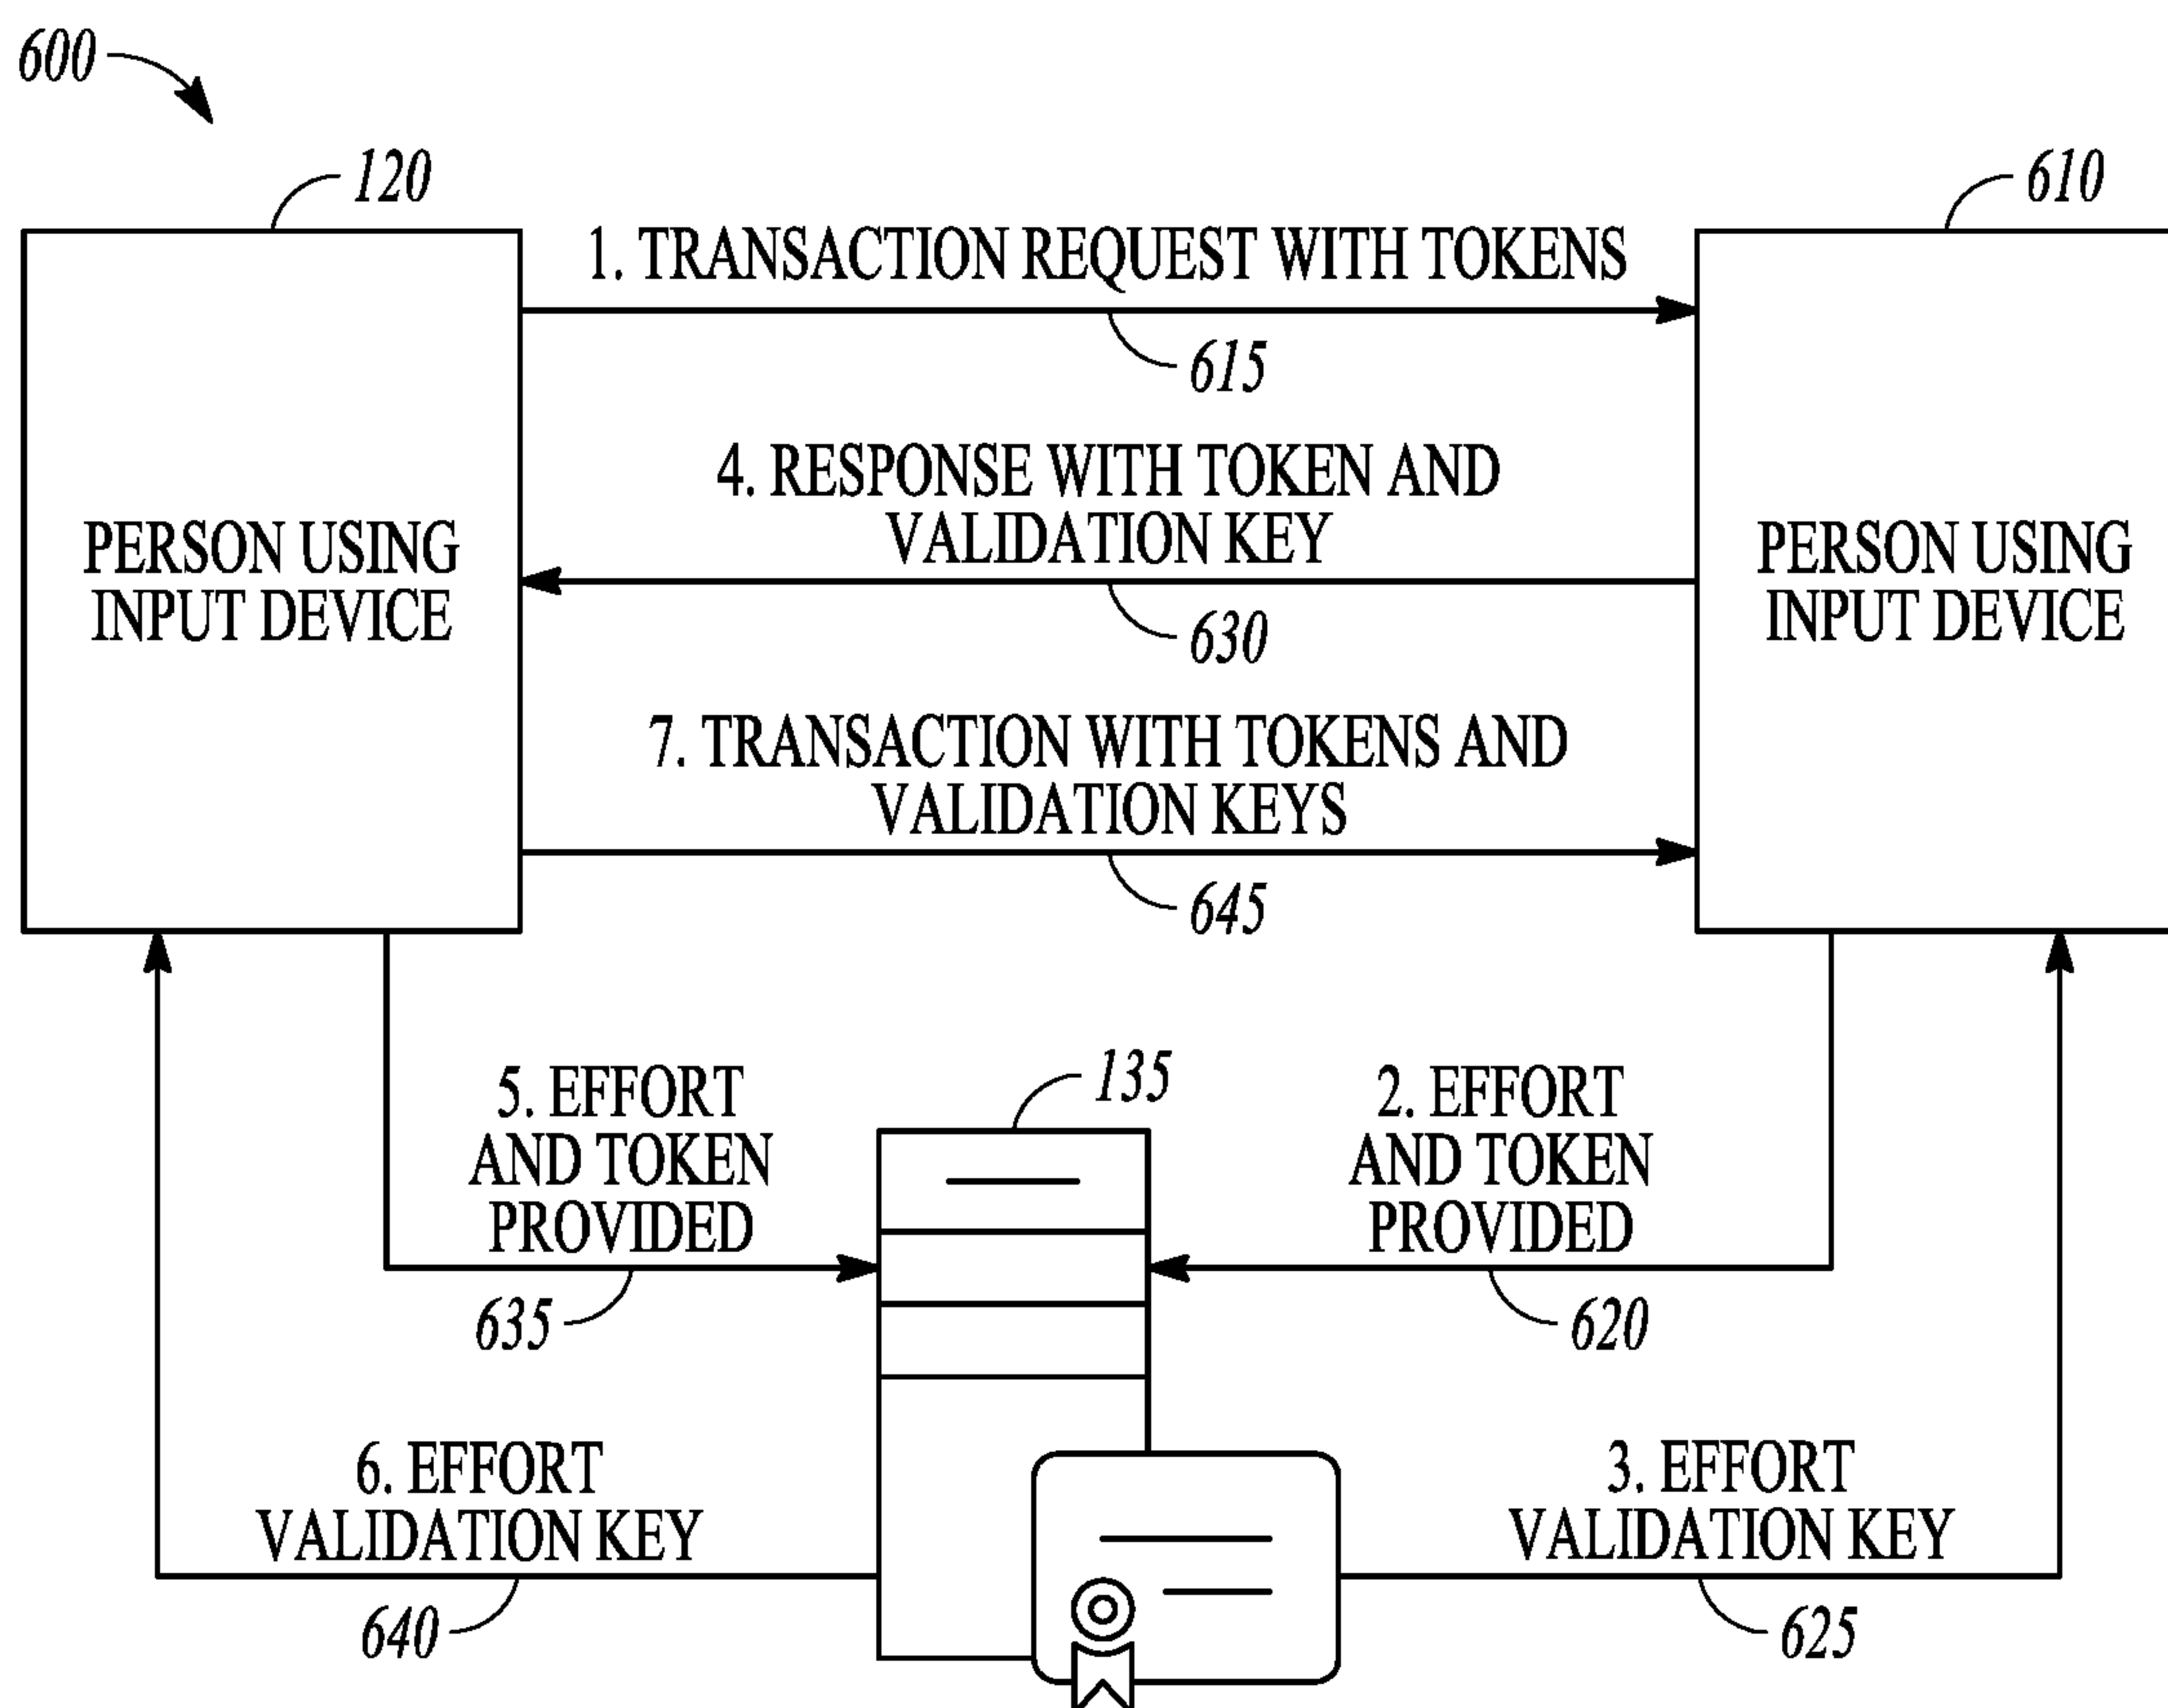 600
120
610
1. TRANSACTION REQUEST WITH TOKENS
615
4. RESPONSE WITH TOKEN AND
VALIDATION KEY
630
PERSON USING
INPUT DEVICE
PERSON USING
INPUT DEVICE
7. TRANSACTION WITH TOKENS AND
VALIDATION KEYS
645
135
5. EFFORT
AND TOKEN
PROVIDED
635
2. EFFORT
AND TOKEN
PROVIDED
620
6. EFFORT
VALIDATION KEY
640
3. EFFORT
VALIDATION KEY
625